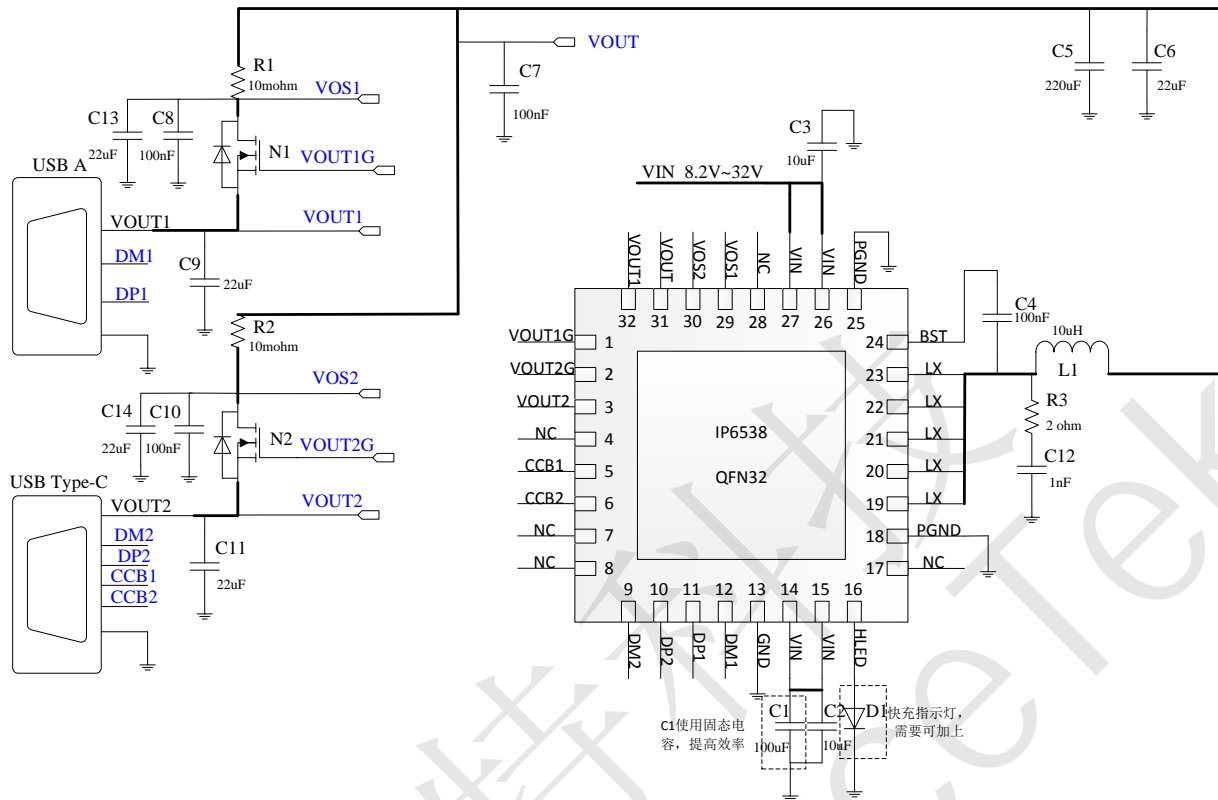 R1
10mohm
VOS1
VOUT
C7
100nF
C5
220uF
C6
22uF
C13
22uF
C8
100nF
N1
VOUT1G
USB A
VOUT1
VOUT1
DM1
DP1
C9
22uF
C3
10uF
VIN 8.2V~32V
R2
10mohm
VOS2
C14
22uF
C10
100nF
N2
VOUT2G
USB Type-C
VOUT2
VOUT2
DM2
DP2
CCB1
CCB2
C11
22uF
VOUT1
VOUT
VOS2
VOS1
NC
VIN
VIN
PGND
32 31 30 29 28 27 26 25
VOUT1G 1
VOUT2G 2
VOUT2 3
NC 4
CCB1 5
CCB2 6
NC 7
NC 8
IP6538
QFN32
24 BST
23 LX
22 LX
21 LX
20 LX
19 LX
18 PGND
17 NC
9 10 11 12 13 14 15 16
DM2
DP2
DP1
DM1
GND
VIN
VIN
HLED
C4
100nF
10uH
L1
R3
2 ohm
C12
1nF
C1使用固态电
容，提高效率
C1
100uF
C2
10uF
D1
快充指示灯，
需要可加上
特科技
ceTek